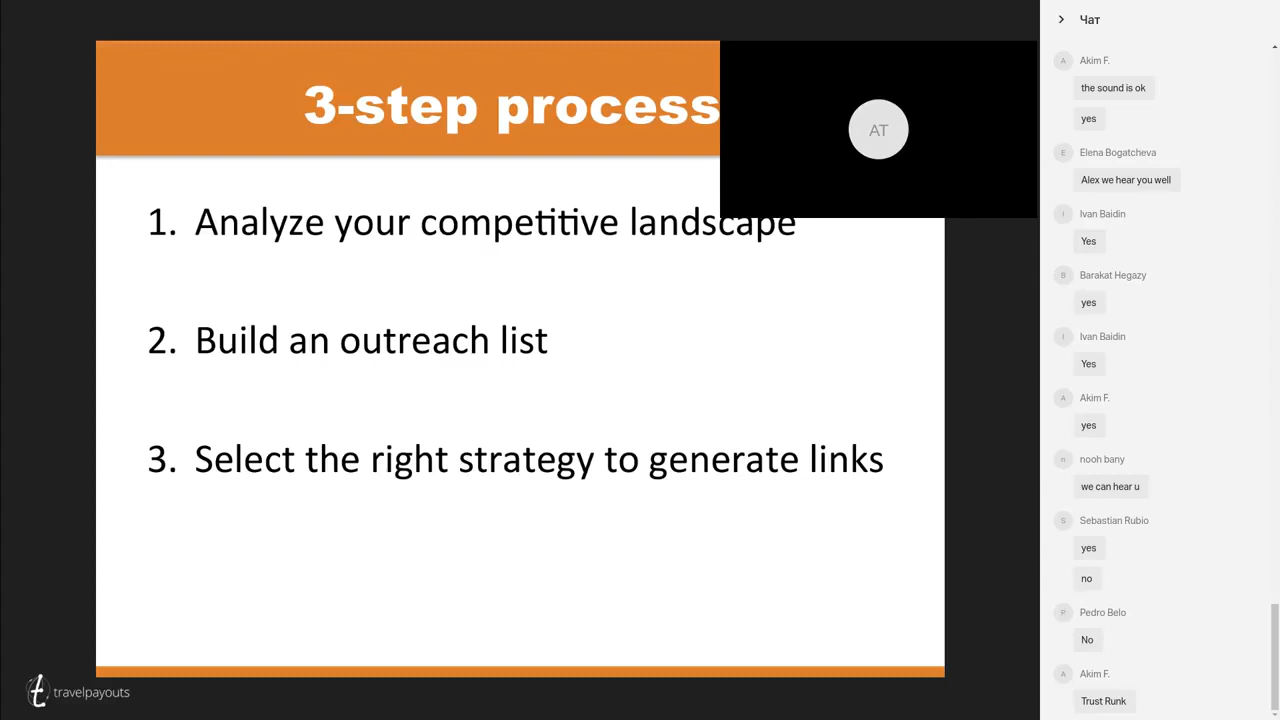 3-step process
AT
1. Analyze your competitive landscape
2. Build an outreach list
3. Select the right strategy to generate links
t travelpayouts
Чат
A Akim F.
the sound is ok
yes
E Elena Bogatcheva
Alex we hear you well
I Ivan Baidin
Yes
B Barakat Hegazy
yes
I Ivan Baidin
Yes
A Akim F.
yes
n nooh bany
we can hear u
S Sebastian Rubio
yes
no
P Pedro Belo
No
A Akim F.
Trust Runk